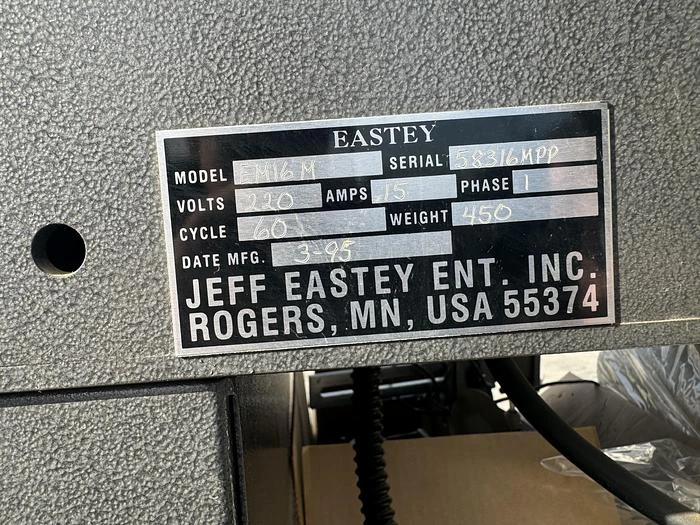 EASTEY
MODEL EM16M SERIAL 58316MPP
VOLTS 220 AMPS 15 PHASE 1
CYCLE 60 WEIGHT 450
DATE MFG. 3-95
JEFF EASTEY ENT. INC.
ROGERS, MN, USA 55374